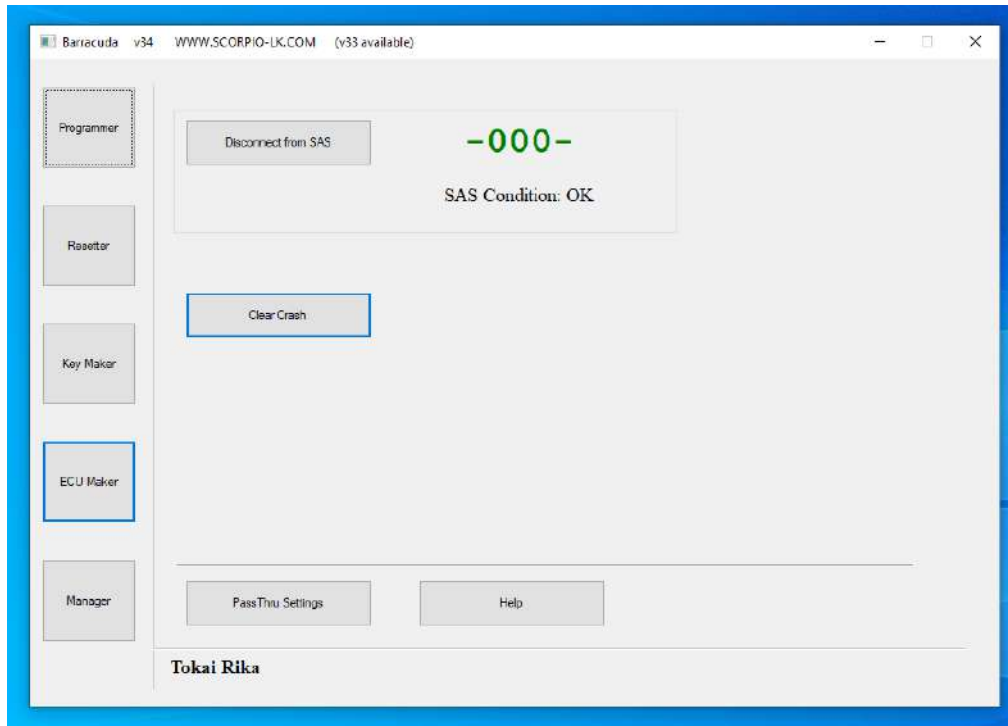 Barracuda v34 WWW.SCORPIO-LK.COM (v33 available)
Programmer
Disconnect from SAS
-000-
SAS Condition: OK
Resetter
Clear Crash
Key Maker
ECU Maker
Manager
PassThru Settings
Help
Tokai Rika